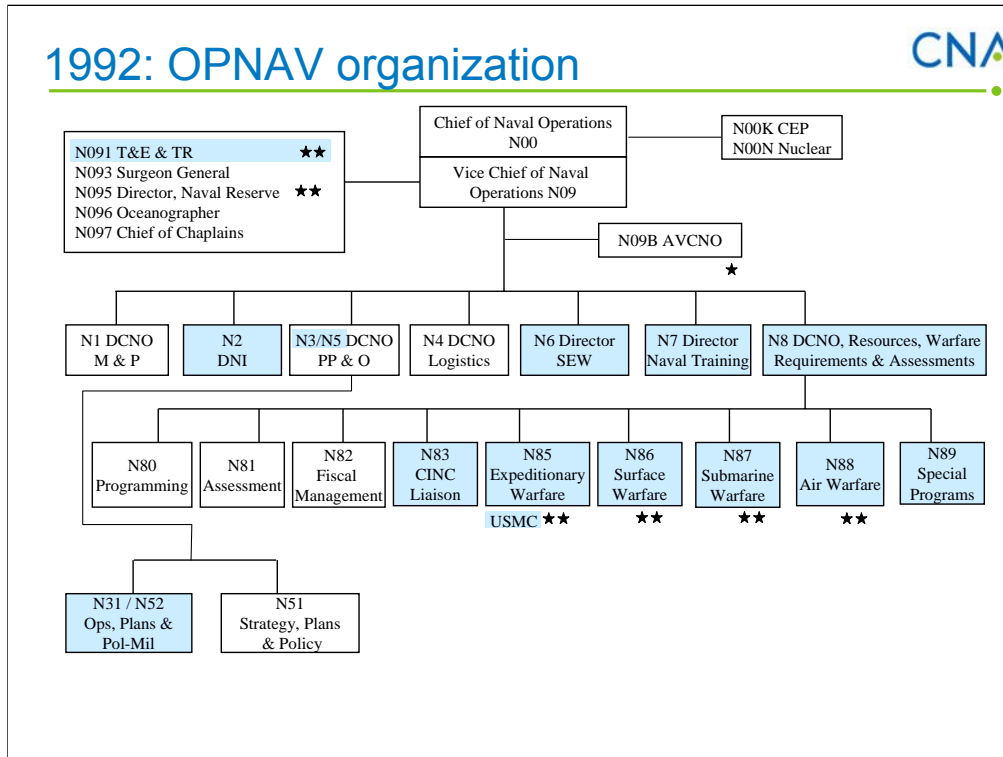 1992: OPNAV organization
CNA
Chief of Naval Operations
N00
Vice Chief of Naval
Operations N09
N00K CEP
N00N Nuclear
N091 T&E & TR ★★
N093 Surgeon General
N095 Director, Naval Reserve ★★
N096 Oceanographer
N097 Chief of Chaplains
N09B AVCNO
★
N1 DCNO
M & P
N2
DNI
N3/N5 DCNO
PP & O
N4 DCNO
Logistics
N6 Director
SEW
N7 Director
Naval Training
N8 DCNO, Resources, Warfare
Requirements & Assessments
N80
Programming
N81
Assessment
N82
Fiscal
Management
N83
CINC
Liaison
N85
Expeditionary
Warfare
USMC ★★
N86
Surface
Warfare
★★
N87
Submarine
Warfare
★★
N88
Air Warfare
★★
N89
Special
Programs
N31 / N52
Ops, Plans &
Pol-Mil
N51
Strategy, Plans
& Policy